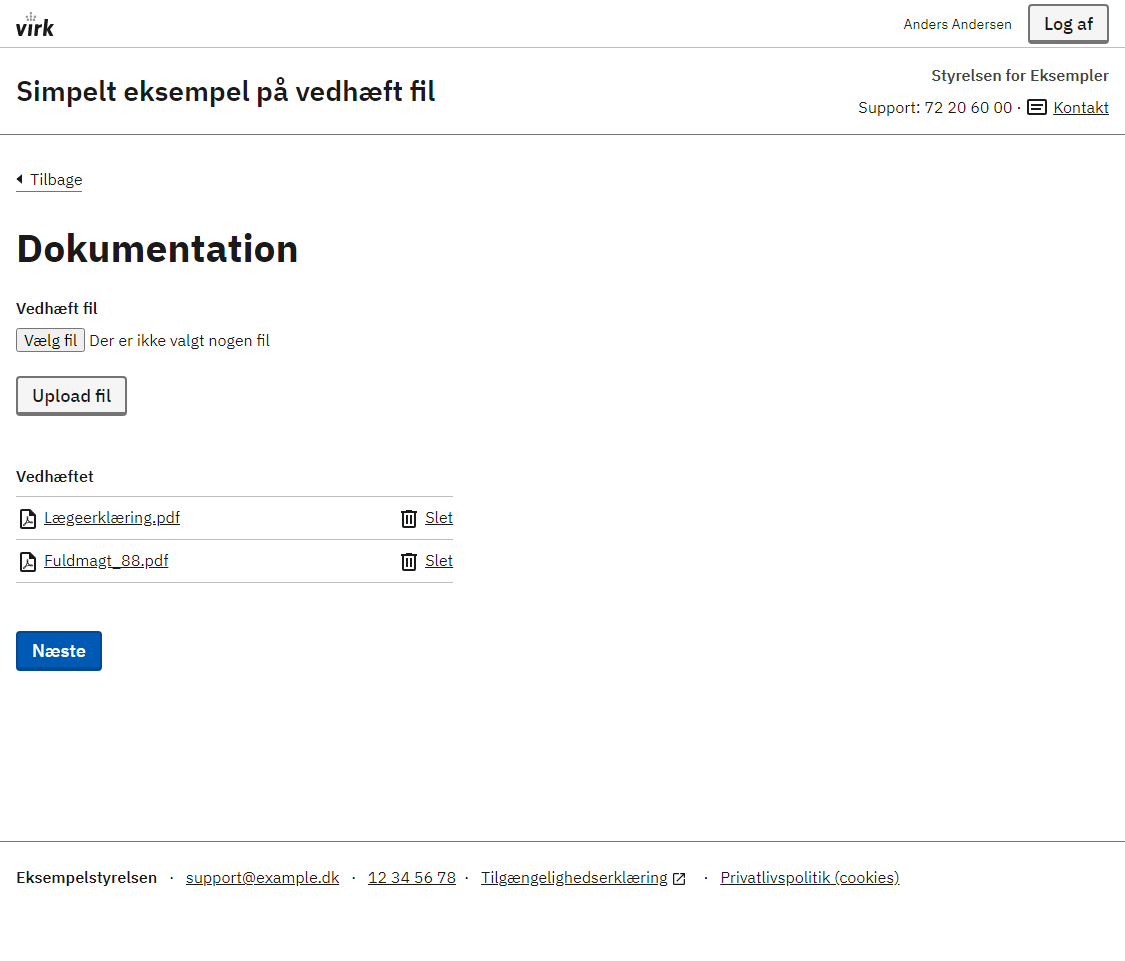 virk
Anders Andersen
Log af
Simpelt eksempel på vedhæft fil
Styrelsen for Eksempler
Support: 72 20 60 00 · Kontakt
Tilbage
Dokumentation
Vedhæft fil
Vælg fil Der er ikke valgt nogen fil
Upload fil
Vedhæftet
Lægeerklæring.pdf Slet
Fuldmagt_88.pdf Slet
Næste
Eksempelstyrelsen · support@example.dk · 12 34 56 78 · Tilgængelighedserklæring · Privatlivspolitik (cookies)